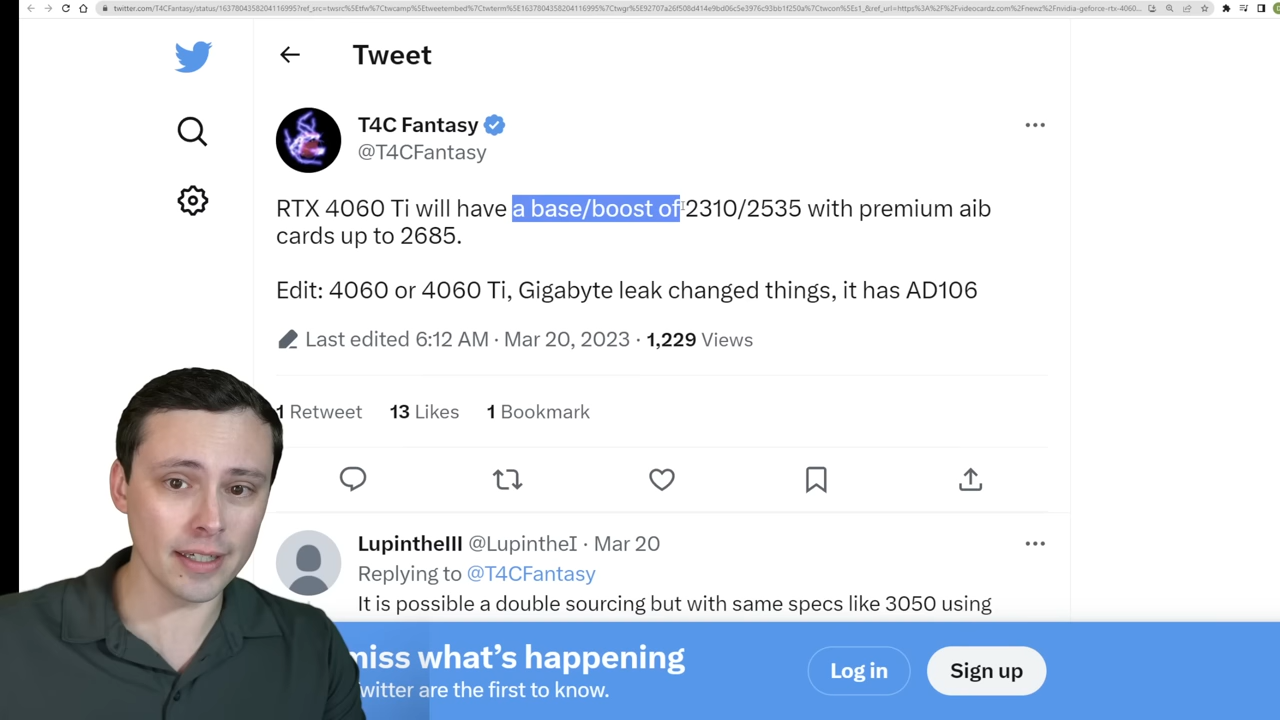 Tweet
T4C Fantasy
@T4CFantasy
RTX 4060 Ti will have a base/boost of 2310/2535 with premium aib
cards up to 2685.
Edit: 4060 or 4060 Ti, Gigabyte leak changed things, it has AD106
Last edited 6:12 AM · Mar 20, 2023 · 1,229 Views
1 Retweet 13 Likes 1 Bookmark
LupintheIII @LupintheI · Mar 20
Replying to @T4CFantasy
It is possible a double sourcing but with same specs like 3050 using
miss what's happening
Log in
Sign up
witter are the first to know.